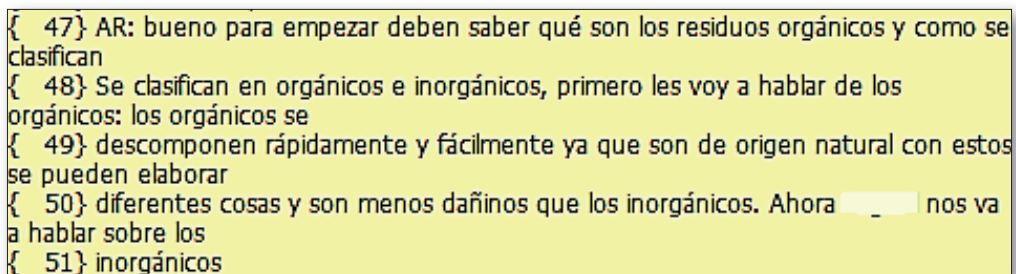 { 47} AR: bueno para empezar deben saber qué son los residuos orgánicos y como se
clasifican
{ 48} Se clasifican en orgánicos e inorgánicos, primero les voy a hablar de los
orgánicos: los orgánicos se
{ 49} descomponen rápidamente y fácilmente ya que son de origen natural con estos
se pueden elaborar
{ 50} diferentes cosas y son menos dañinos que los inorgánicos. Ahora nos va
a hablar sobre los
{ 51} inorgánicos